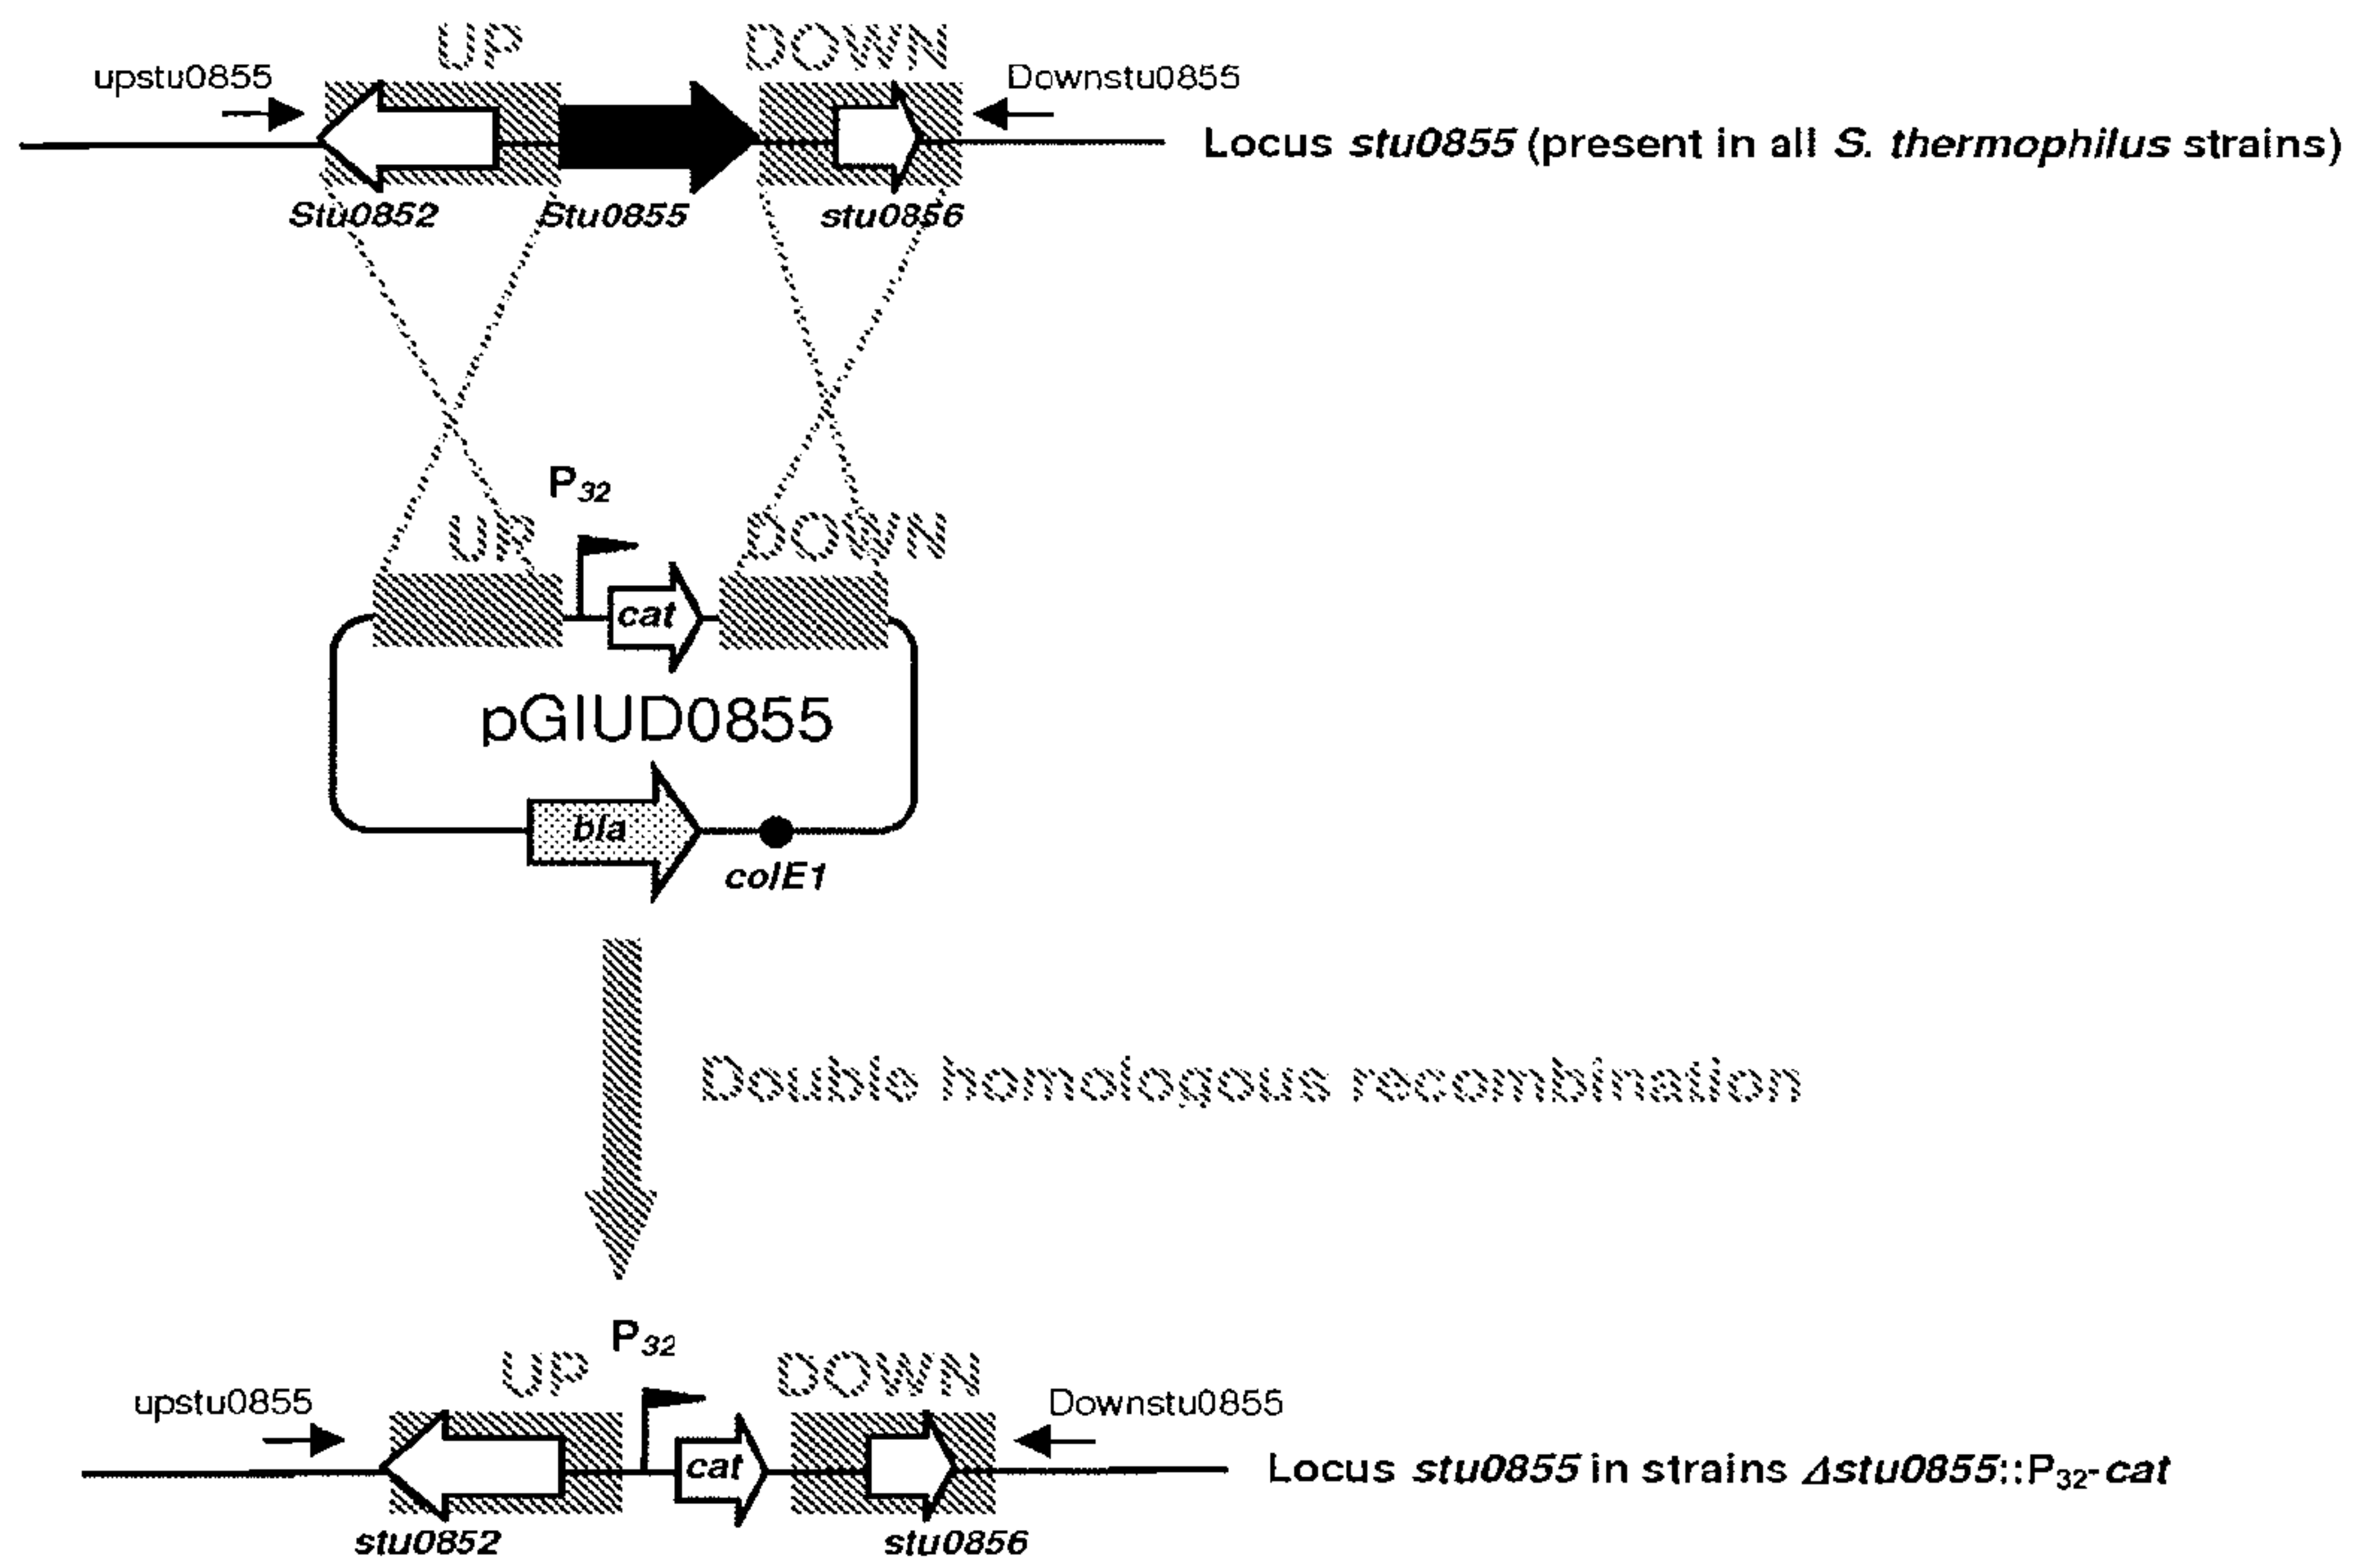 UP DOWN
upstu0855 Downstu0855
Locus stu0855 (present in all S. thermophilus strains)
Stu0852 Stu0855 stu0856
P32
UP DOWN
cat
pGIUD0855
bla
colE1
Double homologous recombination
P32
UP DOWN
upstu0855 Downstu0855
cat
Locus stu0855 in strains Δstu0855::P32-cat
stu0852 stu0856